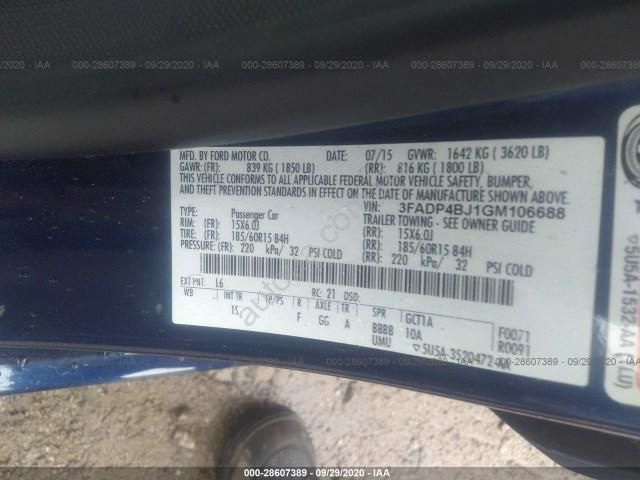 000-28607389 - 09/29/2020 - IAA
MFD. BY FORD MOTOR CO. DATE: 07/15 GVWR: 1642 KG ( 3620 LB)
GAWR:(FR): 839 KG ( 1850 LB) (RR): 816 KG ( 1800 LB)
THIS VEHICLE CONFORMS TO ALL APPLICABLE FEDERAL MOTOR VEHICLE SAFETY, BUMPER,
AND THEFT PREVENTION STANDARDS IN EFFECT ON THE DATE OF MANUFACTURE SHOWN ABOVE.
VIN: 3FADP4BJ1GM106688
TYPE: Passenger Car TRAILER TOWING - SEE OWNER GUIDE
RIM: (FR): 15X6.0J (RR): 15X6.0J
TIRE: (FR): 185/60R15 84H (RR): 185/60R15 84H
PRESSURE:(FR): 220 kPa/ 32 PSI COLD (RR): 220 kPa/ 32 PSI COLD
EXT PNT: L6 RC: 21 DSO:
WB INT TR TP/PS R AXLE TR SPR GCT1A F0071
15 F GG A BBBB 10A R0091
UMU 5U5A-3520472-AA
5U5A-1532-AA
(LU)
000-28607389 - 09/29/2020 - IAA